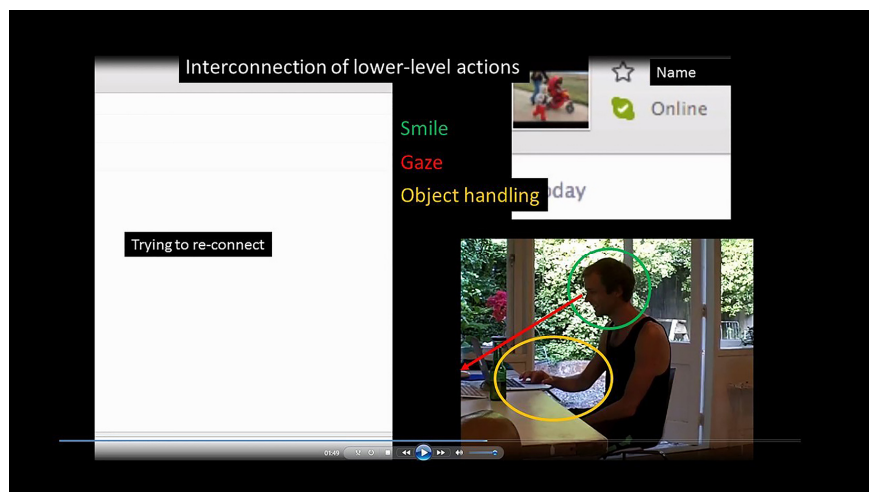 Interconnection of lower-level actions
Name
Online
Smile
Gaze
Object handling
oday
Trying to re-connect
01:49